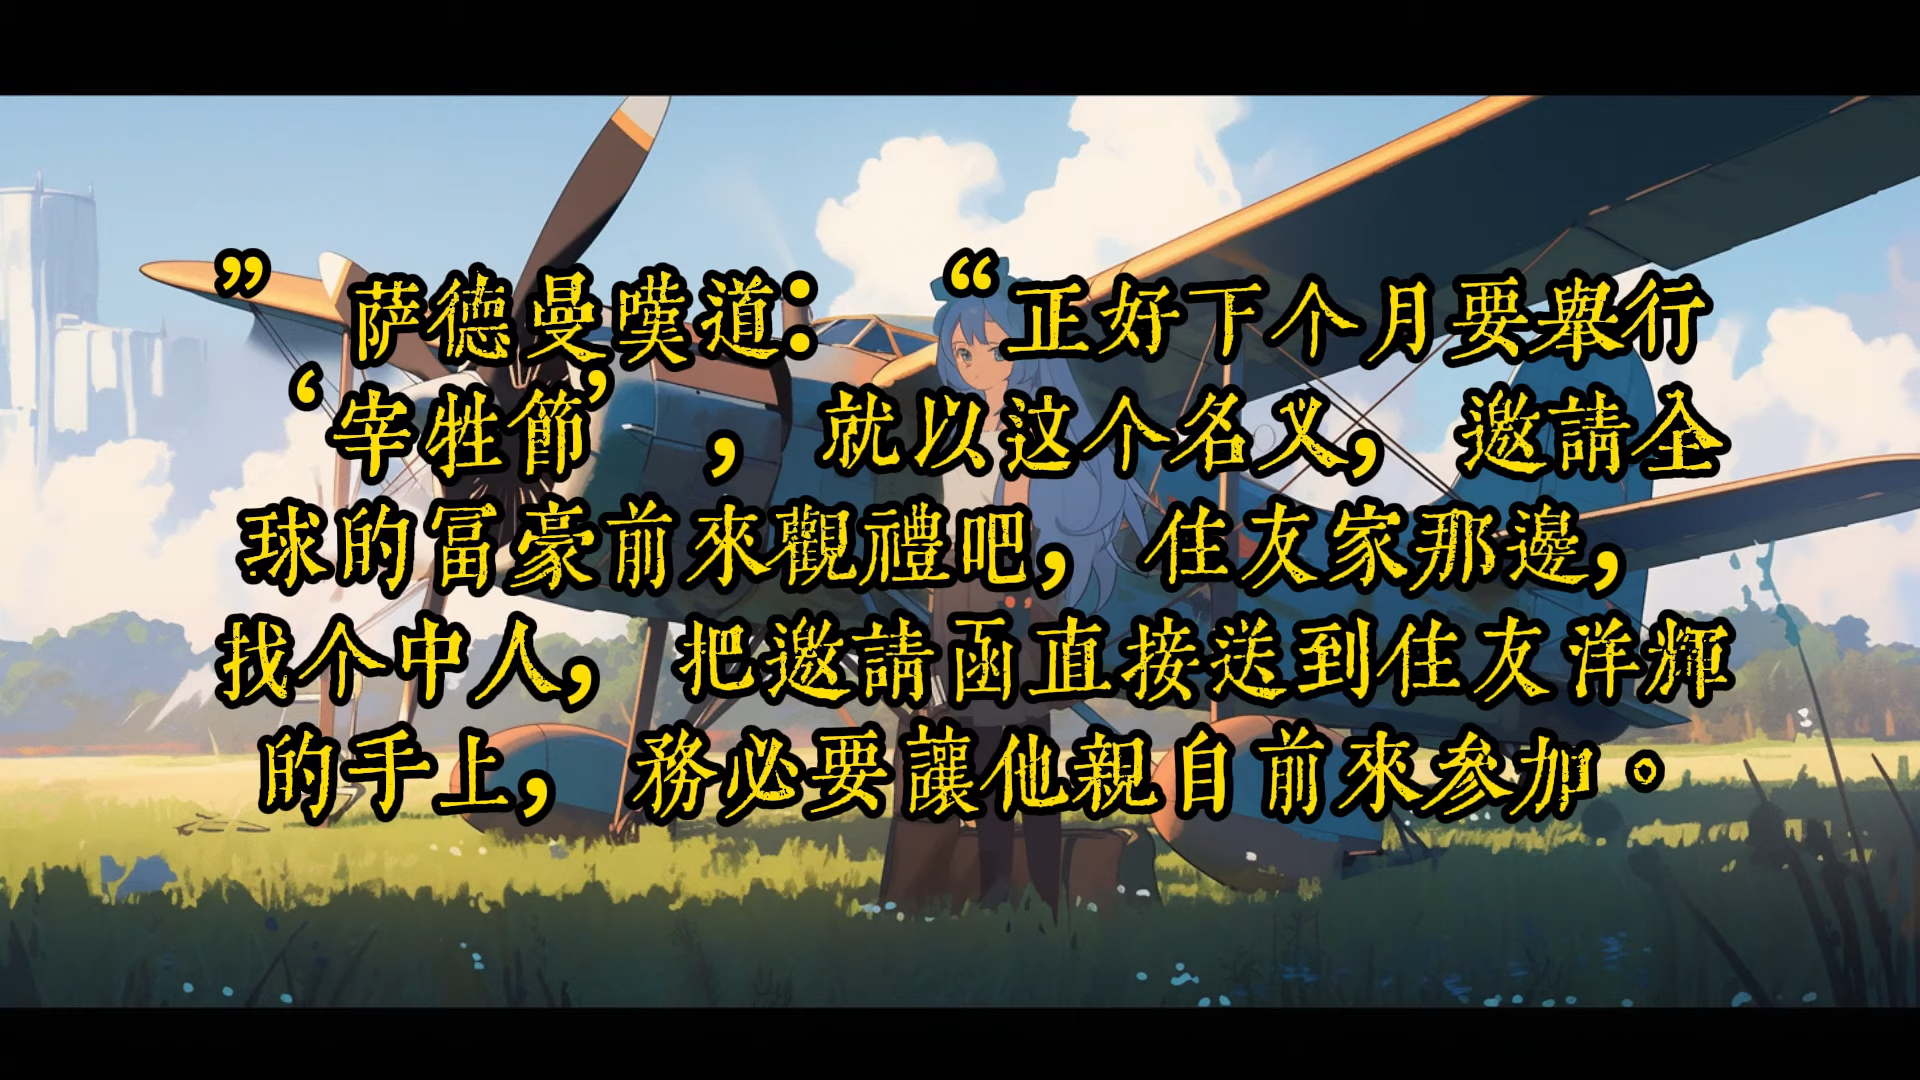 ” 萨德曼嘆道：“正好下个月要舉行
‘宰牲節’，就以这个名义，邀請全
球的冨豪前來觀禮吧，住友家那邊，
找个中人，把邀請函直接送到住友洋輝
的手上，務必要讓他親自前來参加。